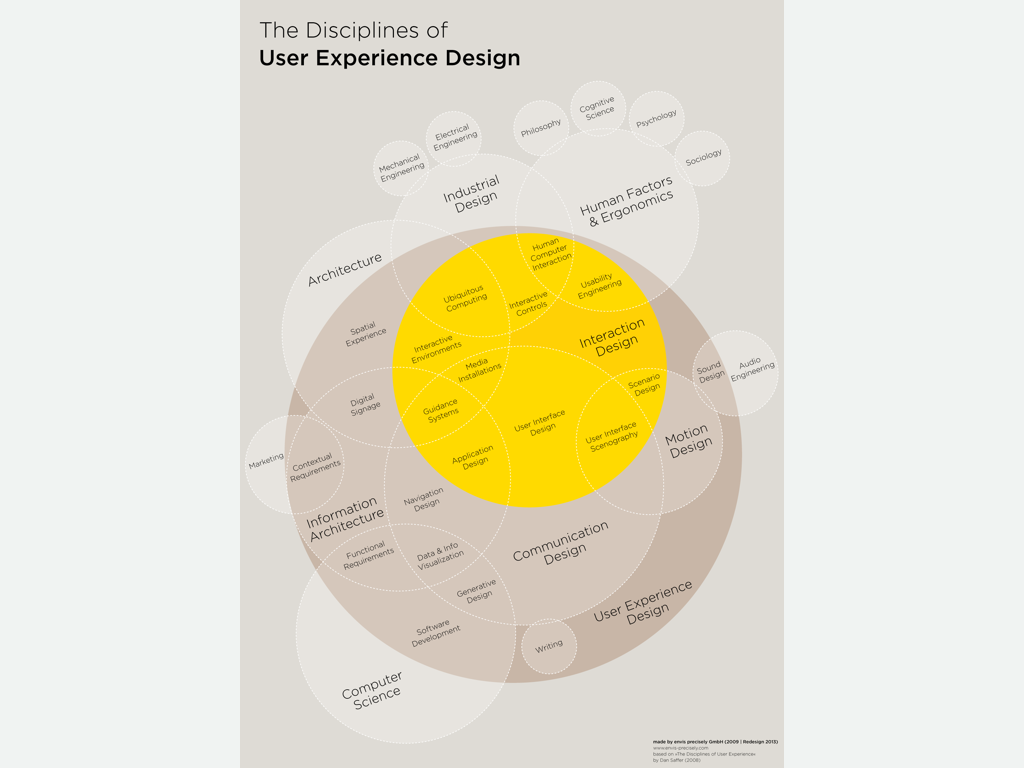 The Disciplines of
User Experience Design
Cognitive
Science
Philosophy
Psychology
Electrical
Engineering
Mechanical
Engineering
Sociology
Industrial
Design
Human Factors
& Ergonomics
Architecture
Human
Computer
Interaction
Usability
Engineering
Ubiquitous
Computing
Interactive
Controls
Interaction
Design
Spatial
Experience
Interactive
Environments
Media
Installations
Sound
Design
Audio
Engineering
Scenario
Design
Digital
Signage
Guidance
Systems
User Interface
Design
User Interface
Scenography
Motion
Design
Marketing
Contextual
Requirements
Application
Design
Navigation
Design
Information
Architecture
Communication
Design
Functional
Requirements
Data & Info
Visualization
Generative
Design
User Experience
Design
Software
Development
Writing
Computer
Science
made by envis precisely GmbH (2009 | Redesign 2013)
www.envis-precisely.com
based on »The Disciplines of User Experience«
by Dan Saffer (2008)